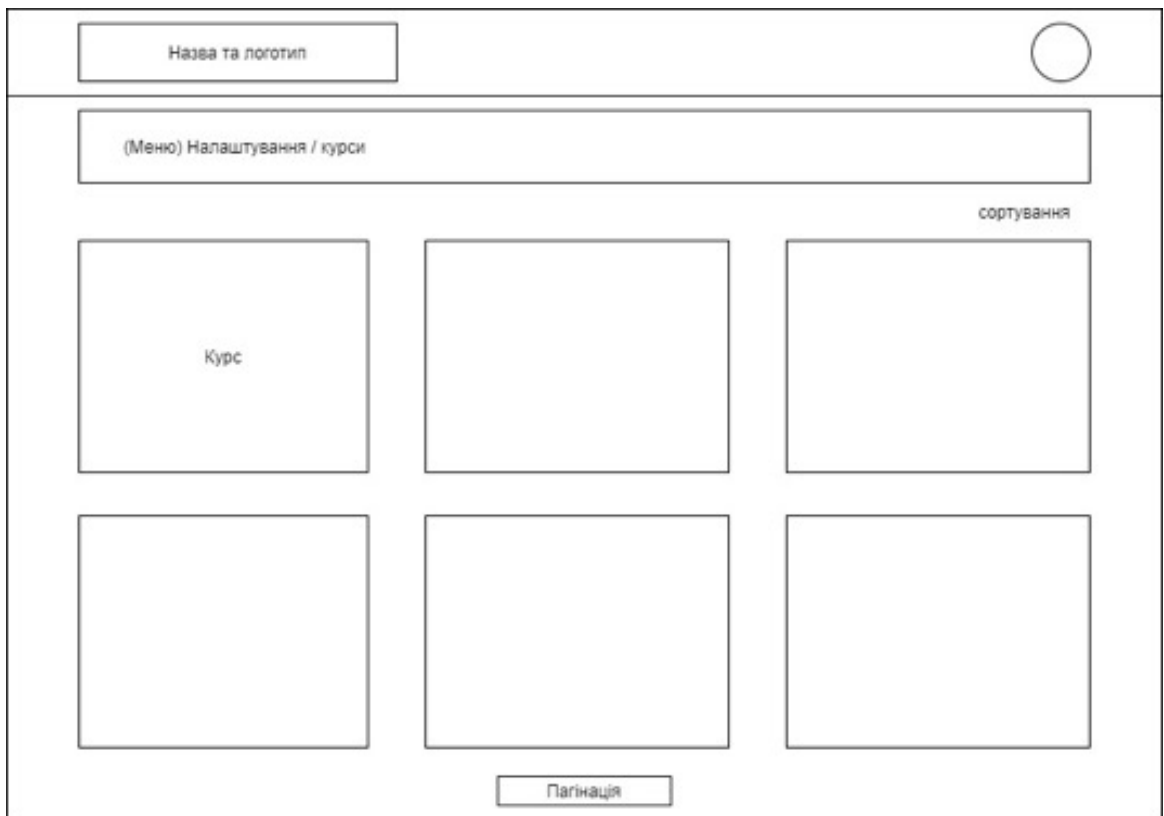 Назва та логотип
(Меню) Налаштування / курси
сортування
Курс
Пагінація